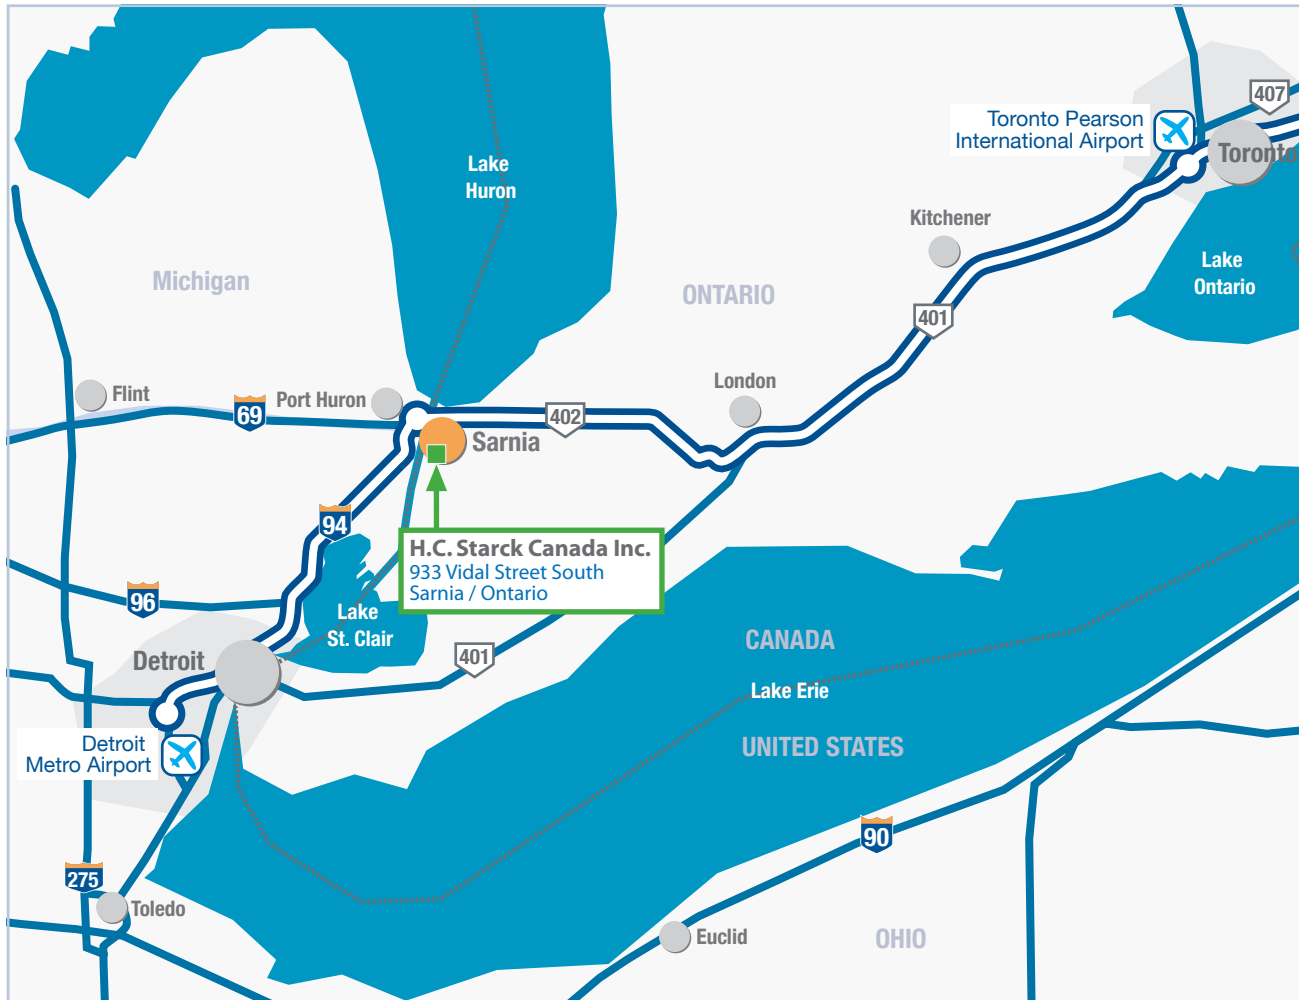 407
Toronto Pearson
International Airport
Toronto
Lake
Huron
Kitchener
Lake
Ontario
Michigan
ONTARIO
401
London
Flint
Port Huron
69
402
Sarnia
94
H.C. Starck Canada Inc.
933 Vidal Street South
Sarnia / Ontario
96
Lake
St. Clair
CANADA
401
Detroit
Lake Erie
Detroit
Metro Airport
UNITED STATES
90
275
Toledo
Euclid
OHIO